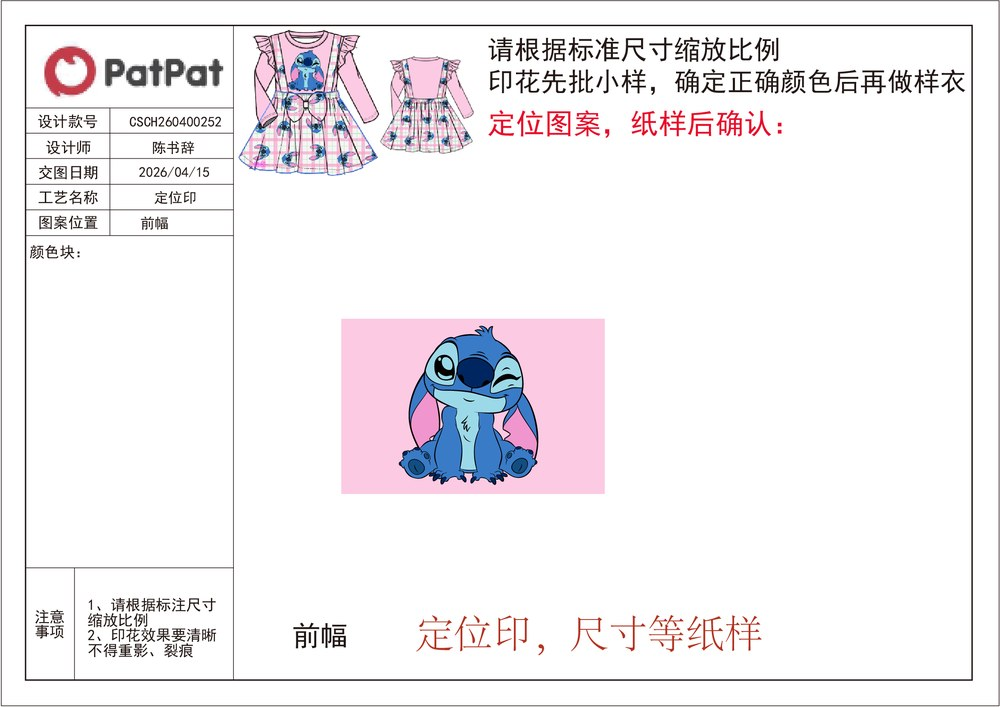 PatPat
设计款号 CSCH260400252
设计师 陈书辞
交图日期 2026/04/15
工艺名称 定位印
图案位置 前幅
颜色块：
请根据标准尺寸缩放比例
印花先批小样，确定正确颜色后再做样衣
定位图案，纸样后确认：
注意
事项
1、请根据标注尺寸
缩放比例
2、印花效果要清晰
不得重影、裂痕
前幅
定位印，尺寸等纸样